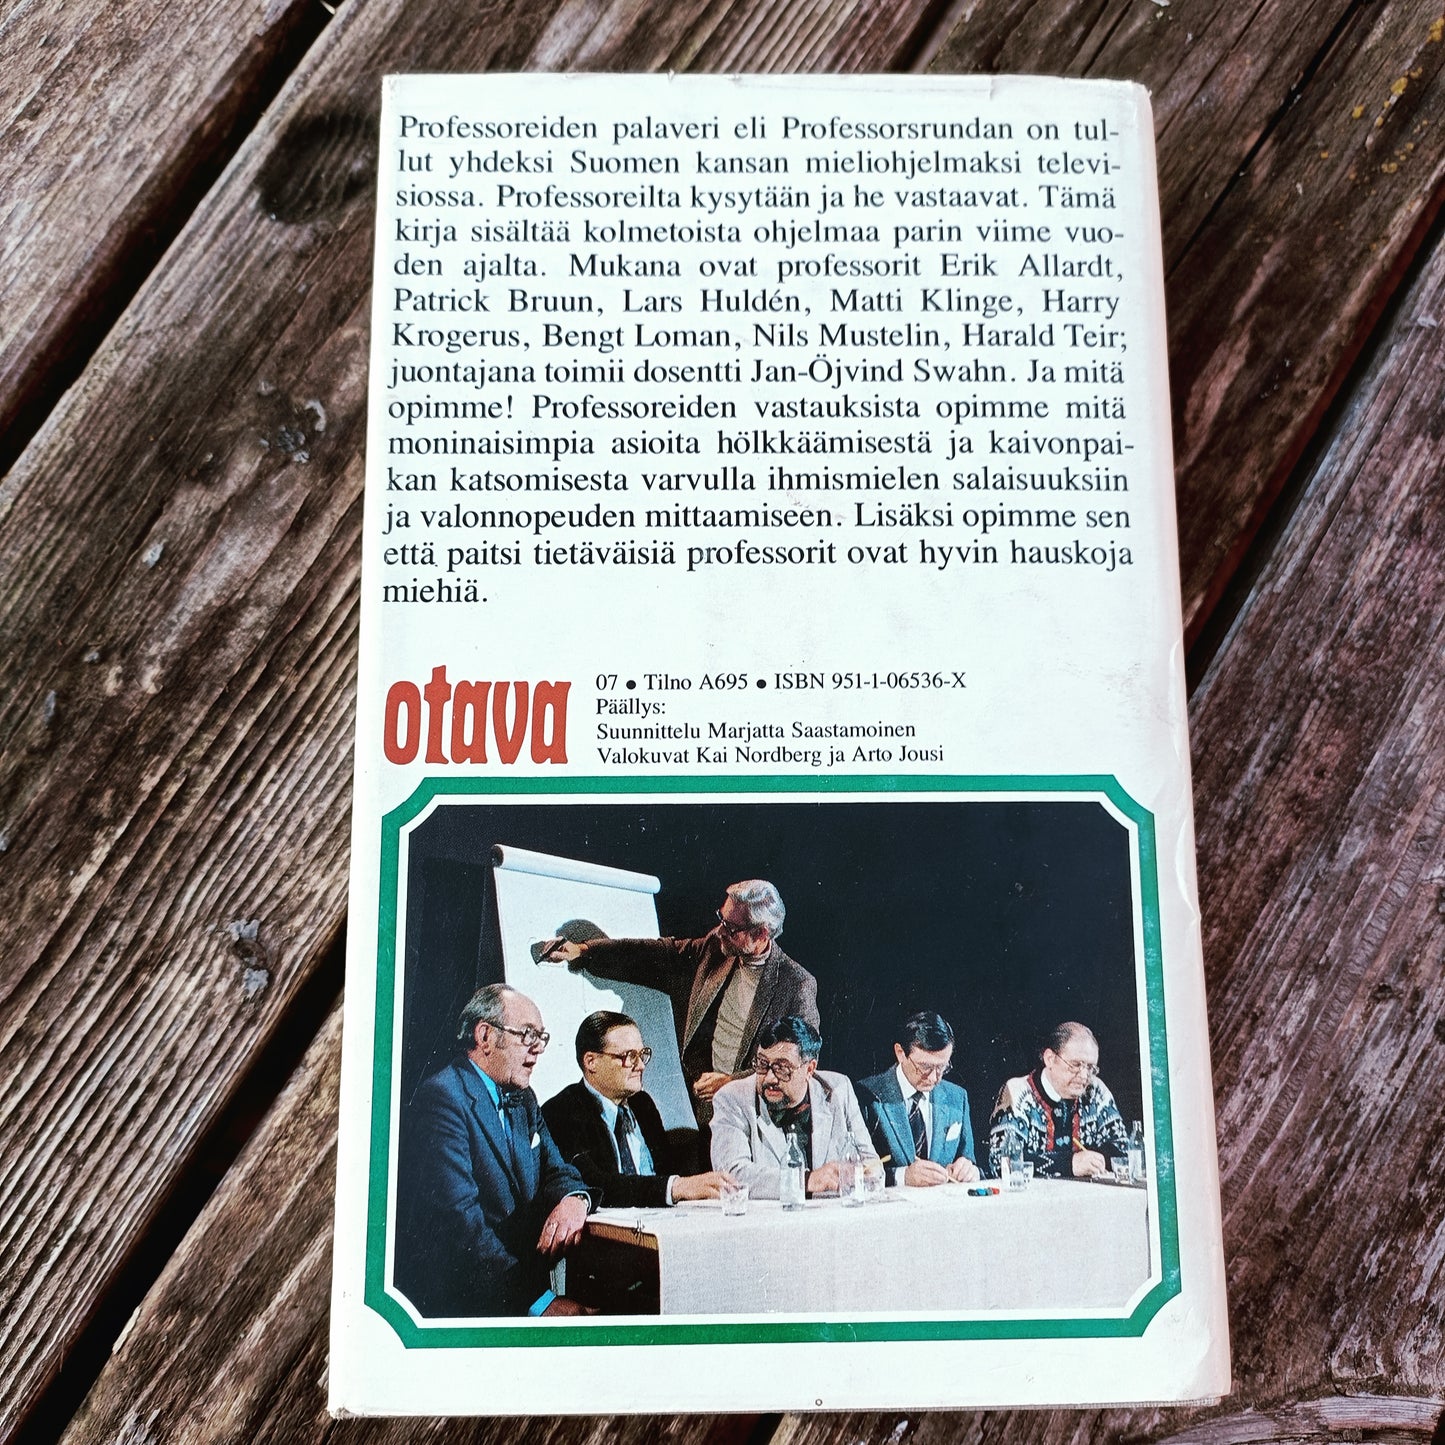 Professoreiden palaveri eli Professorsrundan on tul-
lut yhdeksi Suomen kansan mieliohjelmaksi televi-
siossa. Professoreilta kysytään ja he vastaavat. Tämä
kirja sisältää kolmetoista ohjelmaa parin viime vuo-
den ajalta. Mukana ovat professorit Erik Allardt,
Patrick Bruun, Lars Huldén, Matti Klinge, Harry
Krogerus, Bengt Loman, Nils Mustelin, Harald Teir;
juontajana toimii dosentti Jan-Öjvind Swahn. Ja mitä
opimme! Professoreiden vastauksista opimme mitä
moninaisimpia asioita hölkkäämisestä ja kaivonpai-
kan katsomisesta varvulla ihmismielen salaisuuksiin
ja valonnopeuden mittaamiseen. Lisäksi opimme sen
että paitsi tietäväisiä professorit ovat hyvin hauskoja
miehiä.
otava
07 • Tilno A695 • ISBN 951-1-06536-X
Päällys:
Suunnittelu Marjatta Saastamoinen
Valokuvat Kai Nordberg ja Arto Jousi